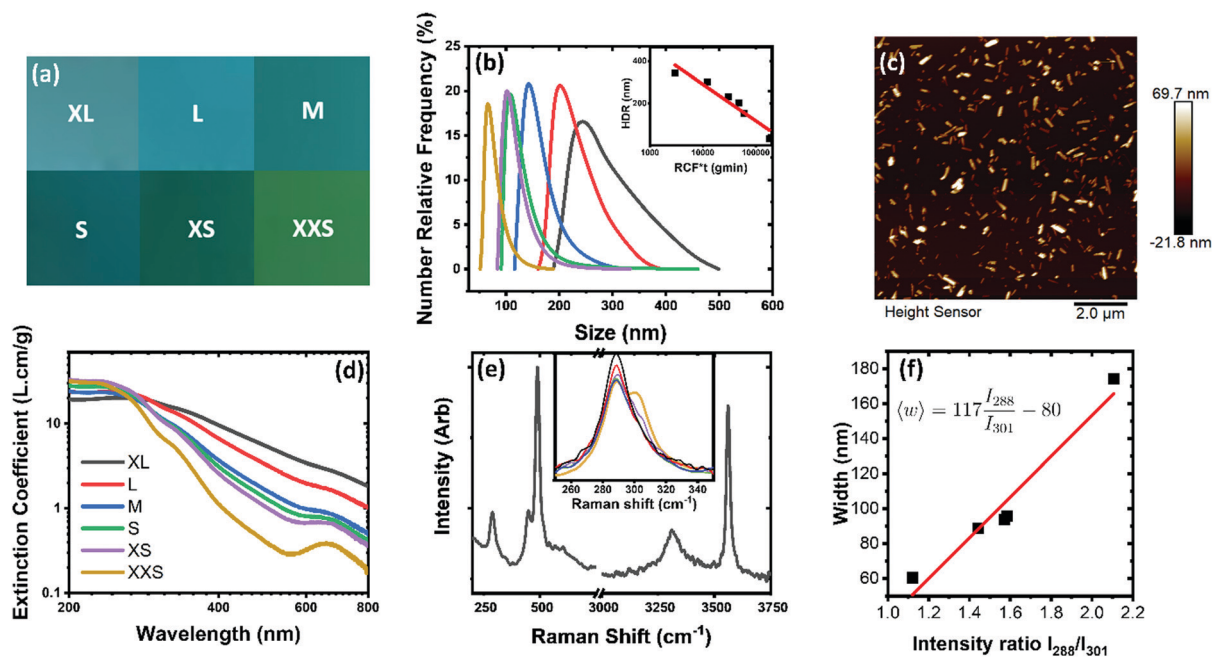 (a)
XL
L
M
S
XS
XXS
(b)
Number Relative Frequency (%)
25
20
15
10
5
0
100
200
300
400
500
600
Size (nm)
HDR (nm)
400
200
1000
10000
100000
RCF*t (gmin)
(c)
69.7 nm
-21.8 nm
Height Sensor
2.0 µm
(d)
Extinction Coefficient (L.cm/g)
10
1
0.1
XL
L
M
S
XS
XXS
200
400
600
800
Wavelength (nm)
(e)
Intensity (Arb)
250
500
3000
3250
3500
3750
Raman Shift (cm⁻¹)
260
280
300
320
340
Raman shift (cm⁻¹)
(f)
⟨w⟩ = 117 I₂₈₈/I₃₀₁ − 80
Width (nm)
180
160
140
120
100
80
60
1.0
1.2
1.4
1.6
1.8
2.0
2.2
Intensity ratio I₂₈₈/I₃₀₁